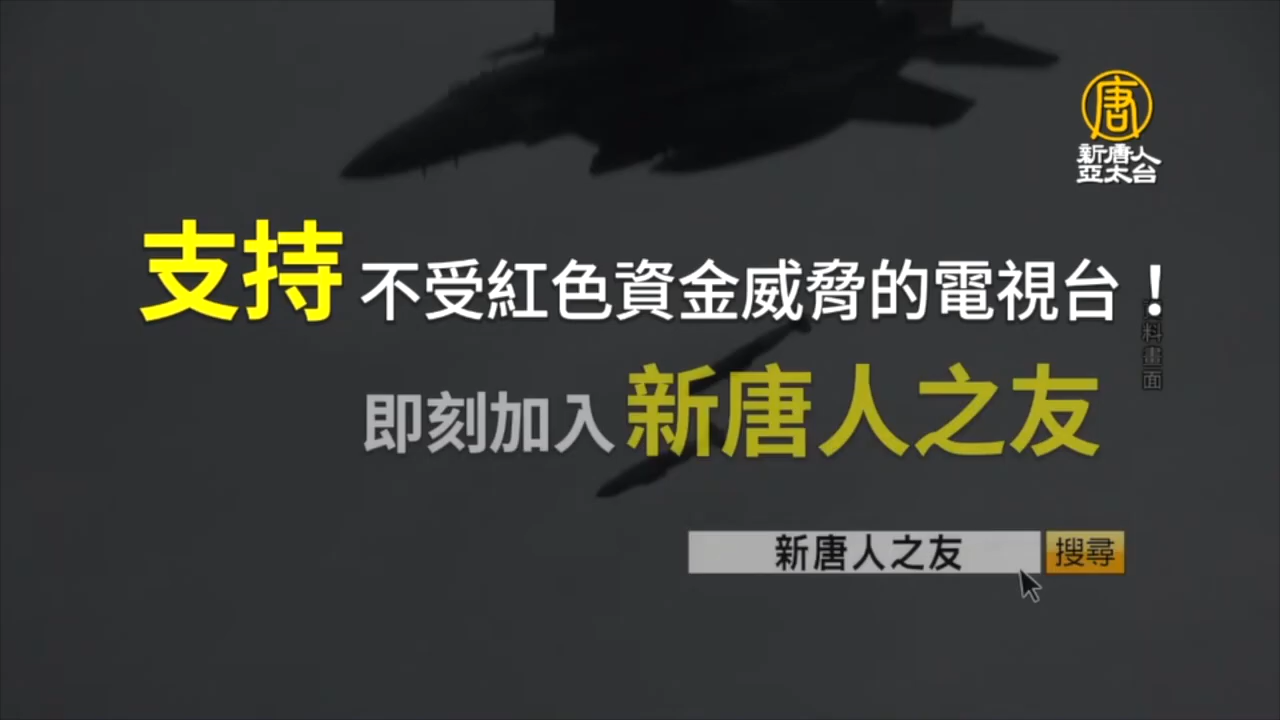 唐
新唐人
亞太台
支持 不受紅色資金威脅的電視台！
料畫面
即刻加入 新唐人之友
新唐人之友 搜尋